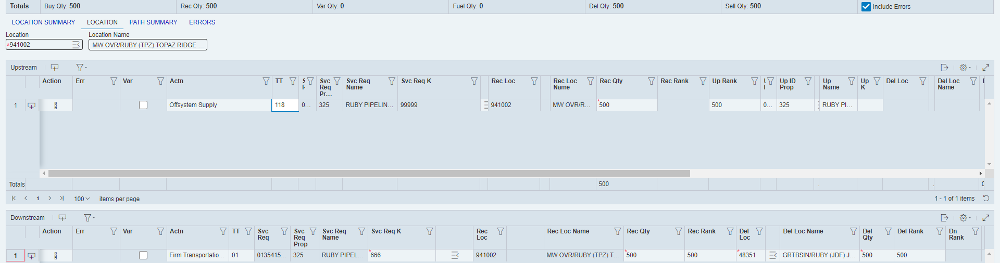 Totals Buy Qty: 500 Rec Qty: 500 Var Qty: 0 Fuel Qty: 0 Del Qty: 500 Sell Qty: 500 Include Errors
LOCATION SUMMARY LOCATION PATH SUMMARY ERRORS
Location Location Name
*941002 MW OVR/RUBY (TPZ) TOPAZ RIDGE ...
Upstream
Action Err Var Actn TT Svc Req Name Svc Req K Rec Loc Rec Loc Name Rec Qty Rec Rank Up Rank Up ID Prop Up Name Up K Del Loc Del Loc Name
Svc Req Pr...
1 Offsystem Supply 118 0... 325 RUBY PIPELIN... 99999 941002 MW OVR/R... *500 500 0... 325 RUBY PI...
Totals 500
1 100 items per page 1 - 1 of 1 items
Downstream
Action Err Var Actn TT Svc Req Svc Req Prop Svc Req Name Svc Req K Rec Loc Rec Loc Name Rec Qty Rec Rank Del Loc Del Loc Name Del Qty Del Rank Dn Rank
1 Firm Transportatio... 01 0135415... 325 RUBY PIPEL... *666 941002 MW OVR/RUBY (TPZ) T... *500 500 *48351 GRTBSIN/RUBY (JDF) J... *500 500